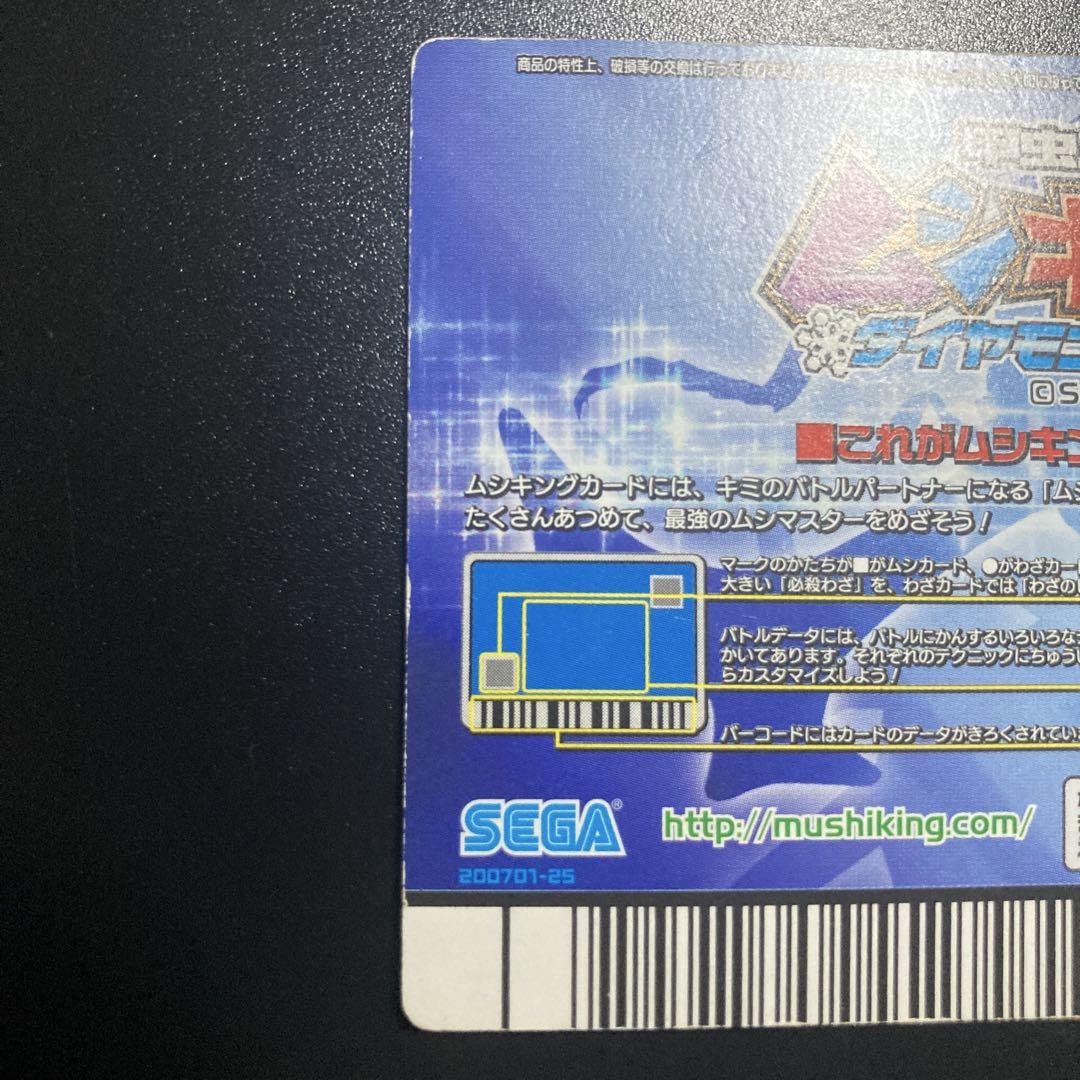 商品の特性上、破損等の交換は行っておりません。
ムシキ
ダイヤモ
©S
■これがムシキン
ムシキングカードには、キミのバトルパートナーになる「ムシ
たくさんあつめて、最強のムシマスターをめざそう！
マークのかたちが■がムシカード、●がわざカー
大きい「必殺わざ」を、わざカードでは「わざの
バトルデータには、バトルにかんするいろいろな
かいてあります。それぞれのテクニックにちゅうい
らカスタマイズしよう！
バーコードにはカードのデータがきろくされてい
SEGA®
http://mushiking.com/
200701-25